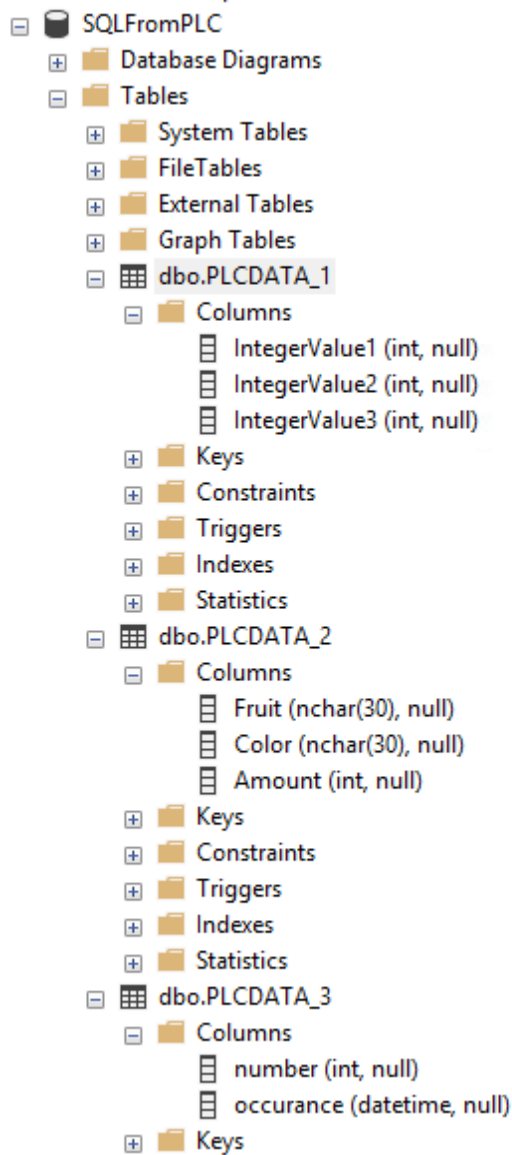 SQLFromPLC
Database Diagrams
Tables
System Tables
FileTables
External Tables
Graph Tables
dbo.PLCDATA_1
Columns
IntegerValue1 (int, null)
IntegerValue2 (int, null)
IntegerValue3 (int, null)
Keys
Constraints
Triggers
Indexes
Statistics
dbo.PLCDATA_2
Columns
Fruit (nchar(30), null)
Color (nchar(30), null)
Amount (int, null)
Keys
Constraints
Triggers
Indexes
Statistics
dbo.PLCDATA_3
Columns
number (int, null)
occurance (datetime, null)
Keys